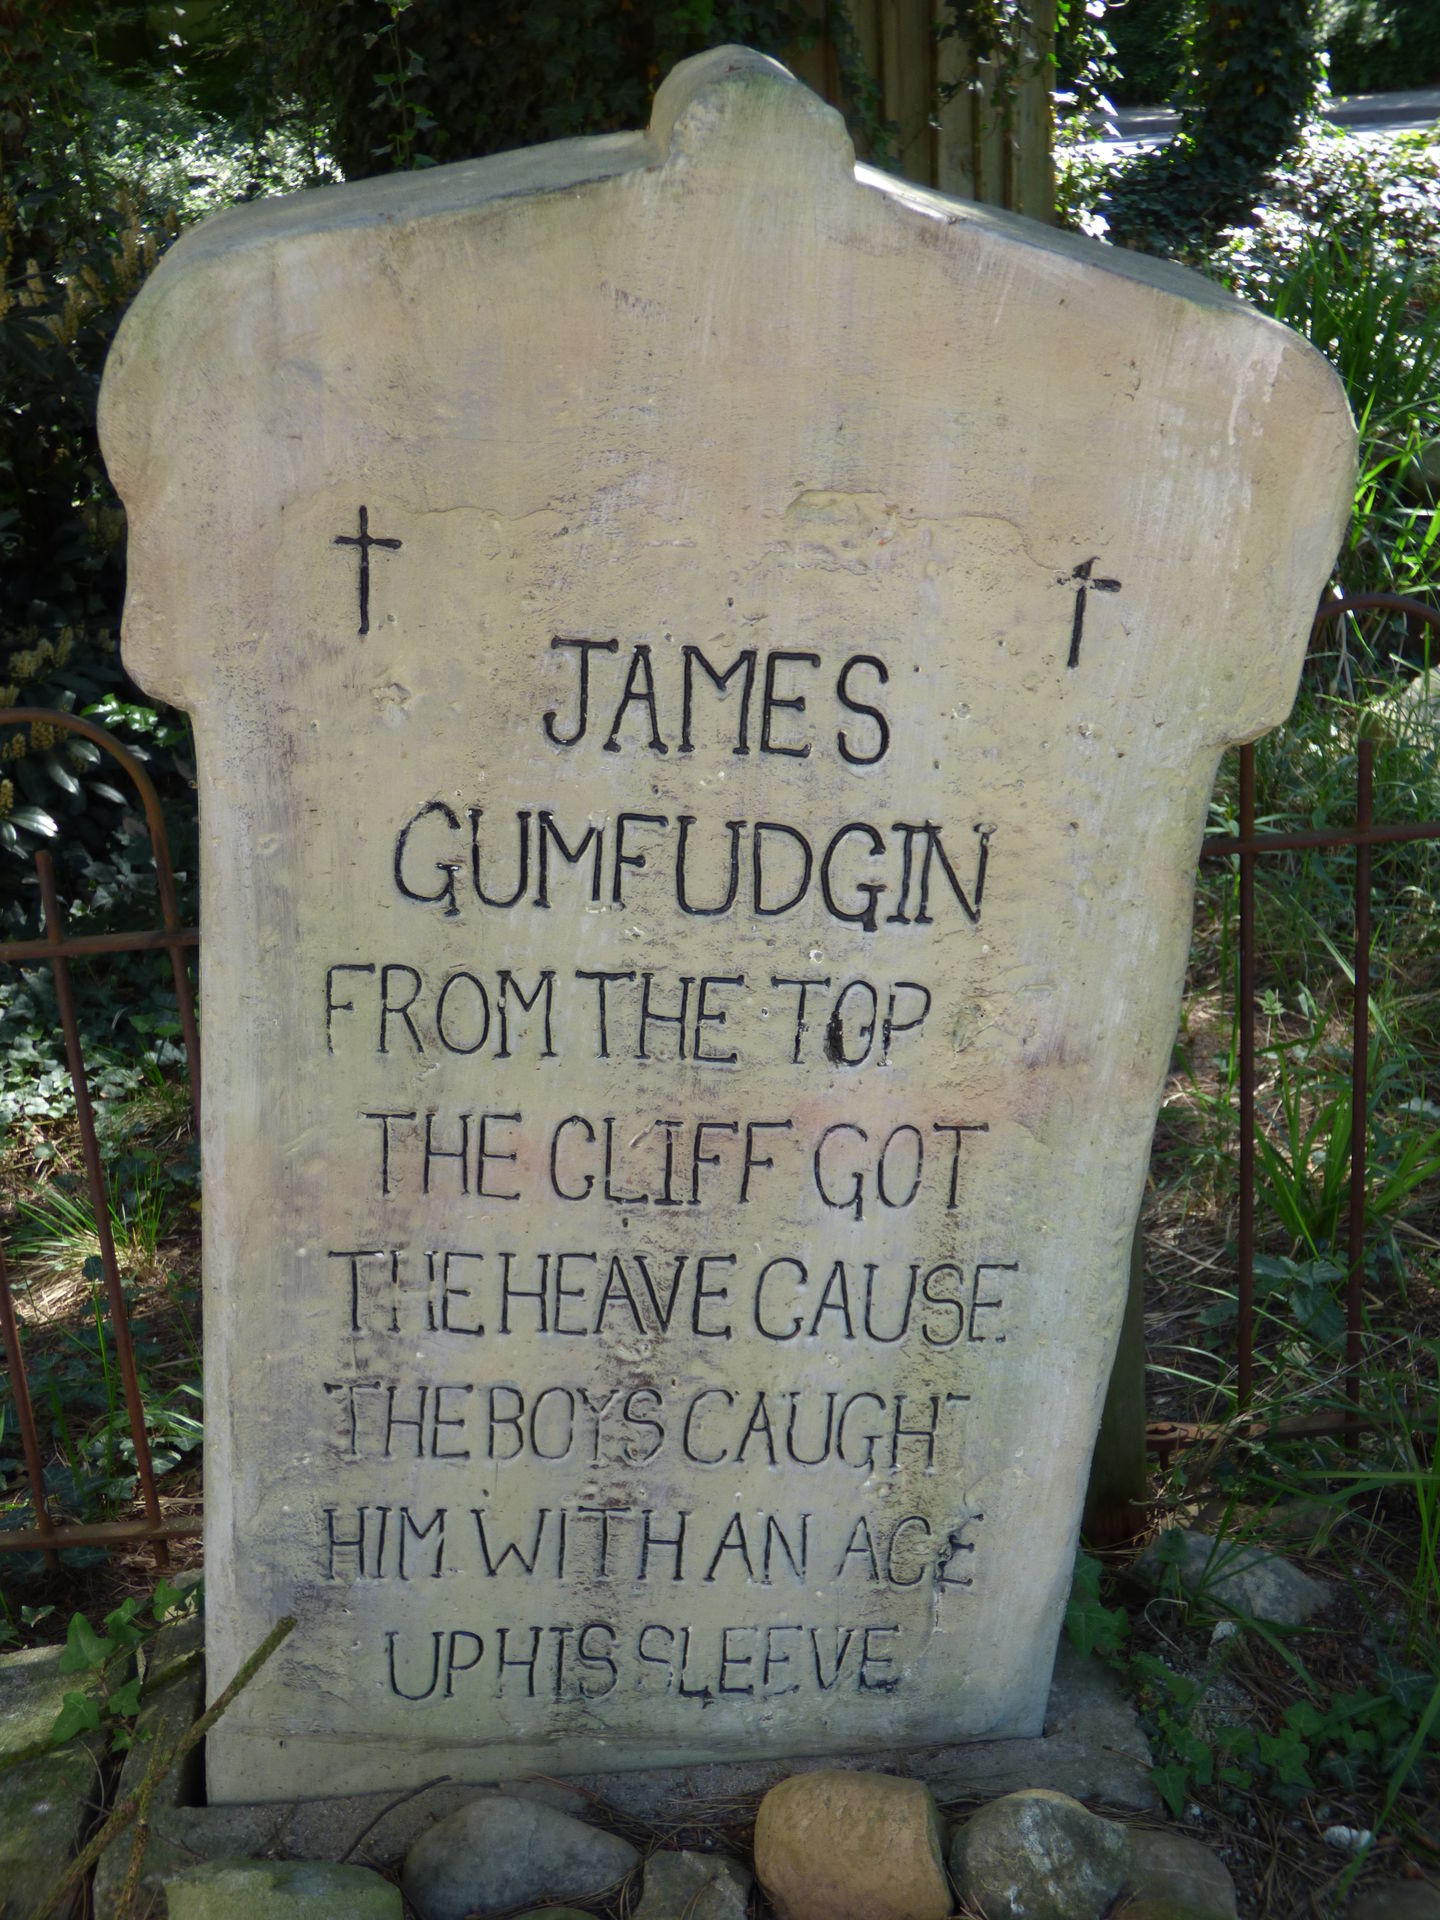 JAMES
GUMFUDGIN
FROM THE TOP
THE CLIFF GOT
THE HEAVE CAUSE
THE BOYS CAUGHT
HIM WITH AN ACE
UP HIS SLEEVE